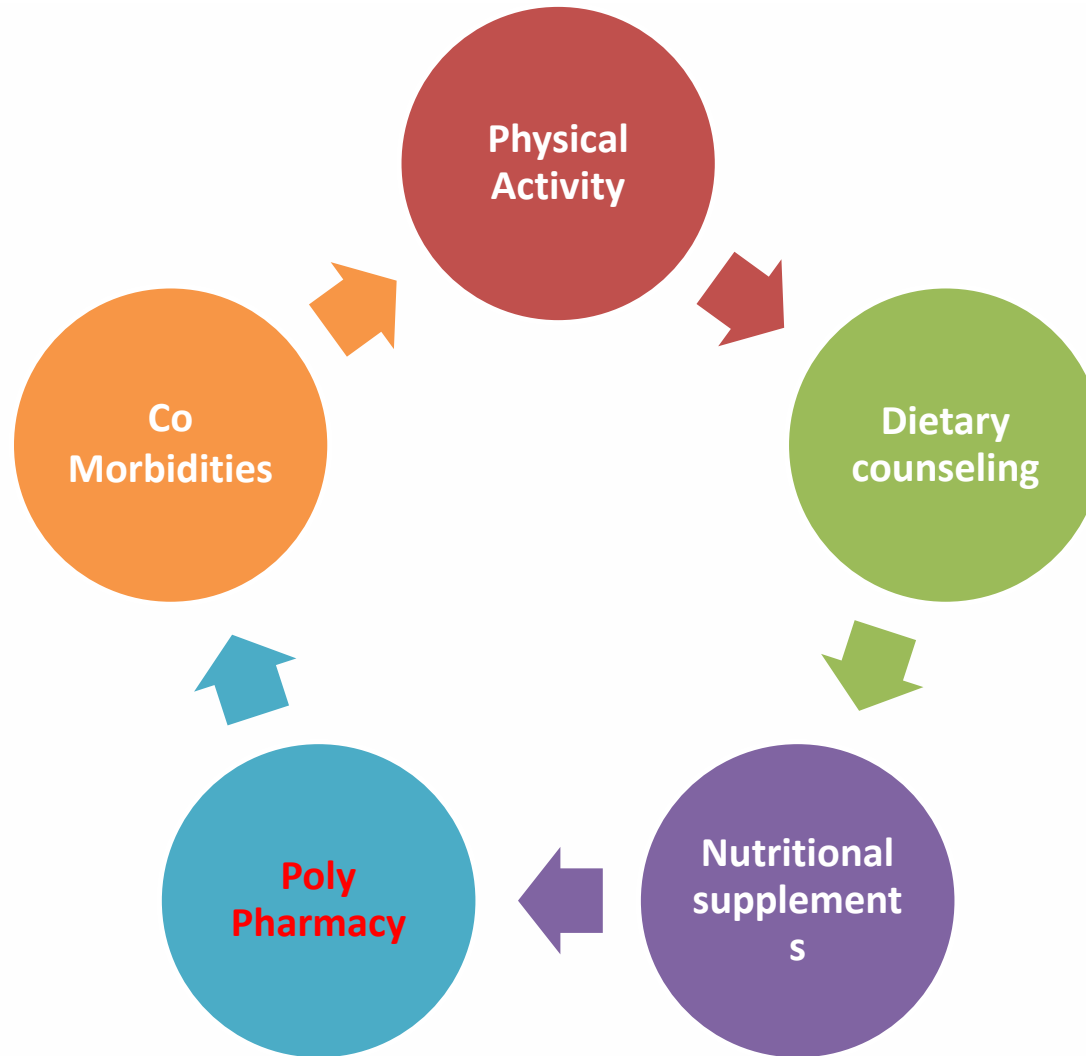 Physical
Activity
Dietary
counseling
Nutritional
supplement
s
Poly
Pharmacy
Co
Morbidities